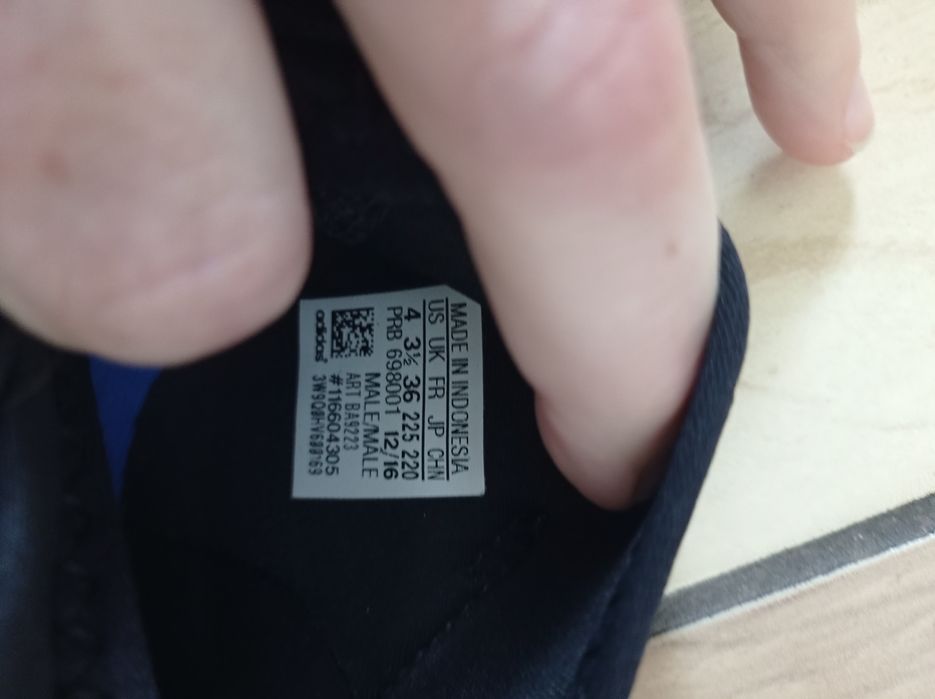 MADE IN INDONESIA
US UK FR JP CHN
4 3½ 36 225 220
PRB 698001 12/16
MALE/MALE
ART BA9223
#116604305
adidas